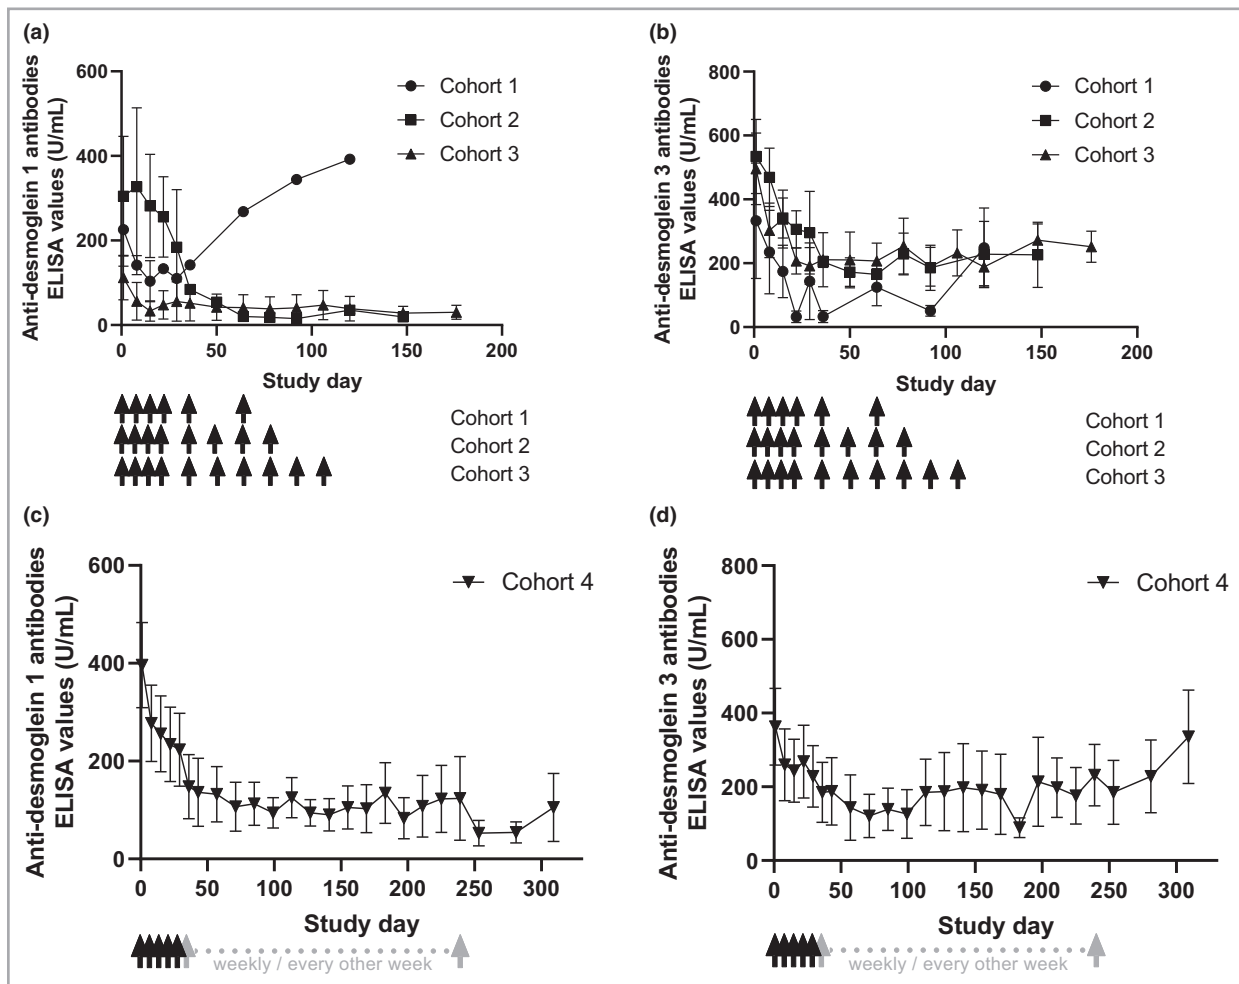 (a)
Anti-desmoglein 1 antibodies
ELISA values (U/mL)
600
400
200
0
0 50 100 150 200
Study day
Cohort 1
Cohort 2
Cohort 3
Cohort 1
Cohort 2
Cohort 3
(b)
Anti-desmoglein 3 antibodies
ELISA values (U/mL)
800
600
400
200
0
0 50 100 150 200
Study day
Cohort 1
Cohort 2
Cohort 3
Cohort 1
Cohort 2
Cohort 3
(c)
Anti-desmoglein 1 antibodies
ELISA values (U/mL)
600
400
200
0
0 50 100 150 200 250 300
Study day
Cohort 4
weekly / every other week
(d)
Anti-desmoglein 3 antibodies
ELISA values (U/mL)
800
600
400
200
0
0 50 100 150 200 250 300
Study day
Cohort 4
weekly / every other week